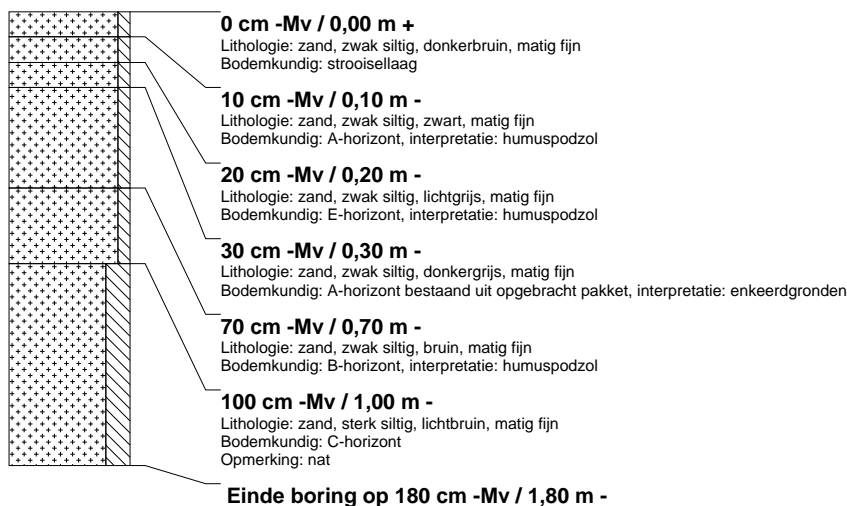 0 cm -Mv / 0,00 m +
Lithologie: zand, zwak siltig, donkerbruin, matig fijn
Bodemkundig: strooisellaag
10 cm -Mv / 0,10 m -
Lithologie: zand, zwak siltig, zwart, matig fijn
Bodemkundig: A-horizont, interpretatie: humuspodzol
20 cm -Mv / 0,20 m -
Lithologie: zand, zwak siltig, lichtgrijs, matig fijn
Bodemkundig: E-horizont, interpretatie: humuspodzol
30 cm -Mv / 0,30 m -
Lithologie: zand, zwak siltig, donkergrijs, matig fijn
Bodemkundig: A-horizont bestaand uit opgebracht pakket, interpretatie: enkeerdgronden
70 cm -Mv / 0,70 m -
Lithologie: zand, zwak siltig, bruin, matig fijn
Bodemkundig: B-horizont, interpretatie: humuspodzol
100 cm -Mv / 1,00 m -
Lithologie: zand, sterk siltig, lichtbruin, matig fijn
Bodemkundig: C-horizont
Opmerking: nat
Einde boring op 180 cm -Mv / 1,80 m -